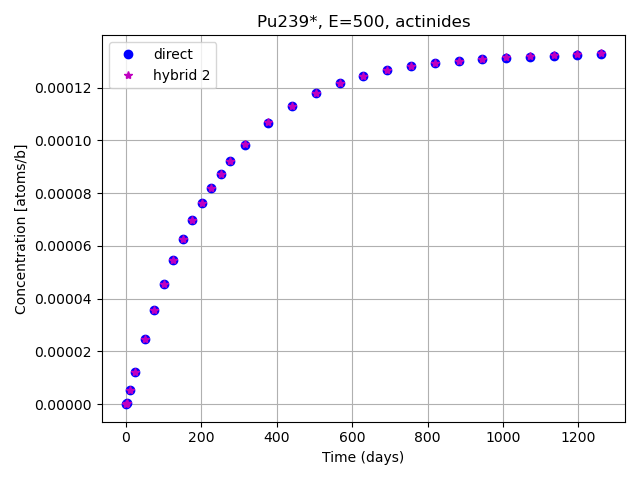 Pu239*, E=500, actinides
direct
hybrid 2
Concentration [atoms/b]
0.00012
0.00010
0.00008
0.00006
0.00004
0.00002
0.00000
0 200 400 600 800 1000 1200
Time (days)